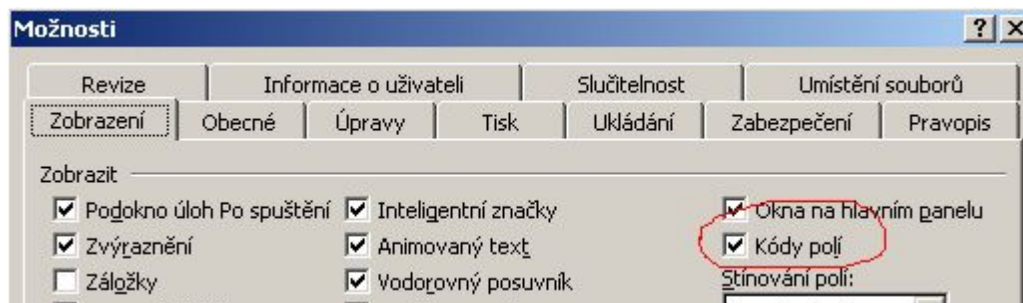 Možnosti
Revize Informace o uživateli Slučitelnost Umístění souborů
Zobrazení Obecné Úpravy Tisk Ukládání Zabezpečení Pravopis
Zobrazit
Podokno úloh Po spuštění Inteligentní značky Okna na hlavním panelu
Zvýraznění Animovaný text Kódy polí
Záložky Vodorovný posuvník Stínování polí: